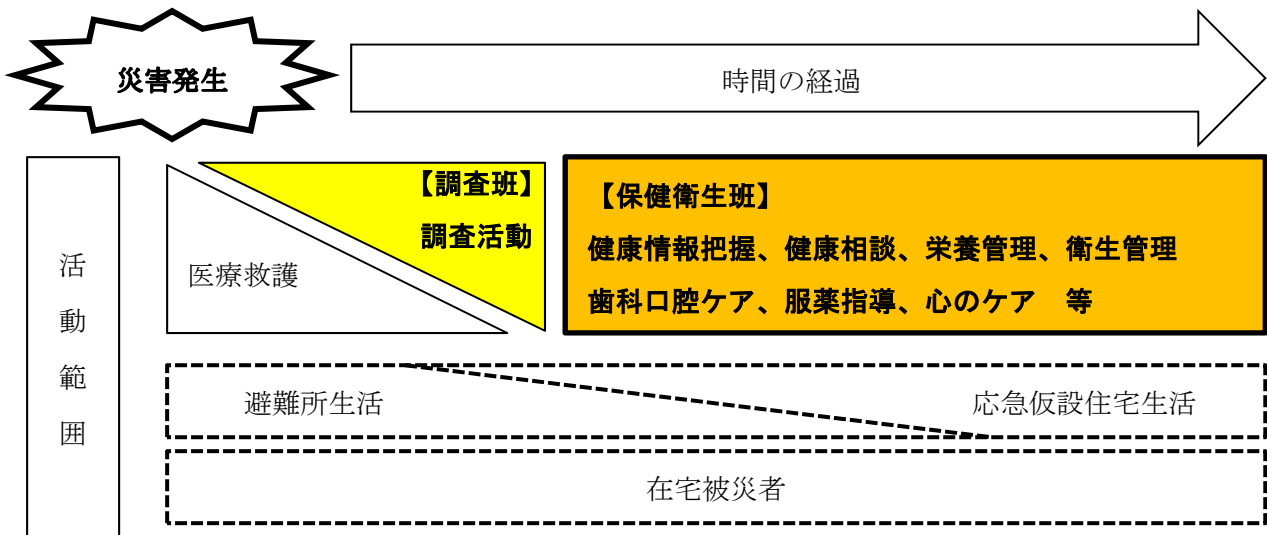 災害発生
時間の経過
活動範囲
【調査班】
調査活動
医療救護
【保健衛生班】
健康情報把握、健康相談、栄養管理、衛生管理
歯科口腔ケア、服薬指導、心のケア　等
避難所生活
応急仮設住宅生活
在宅被災者